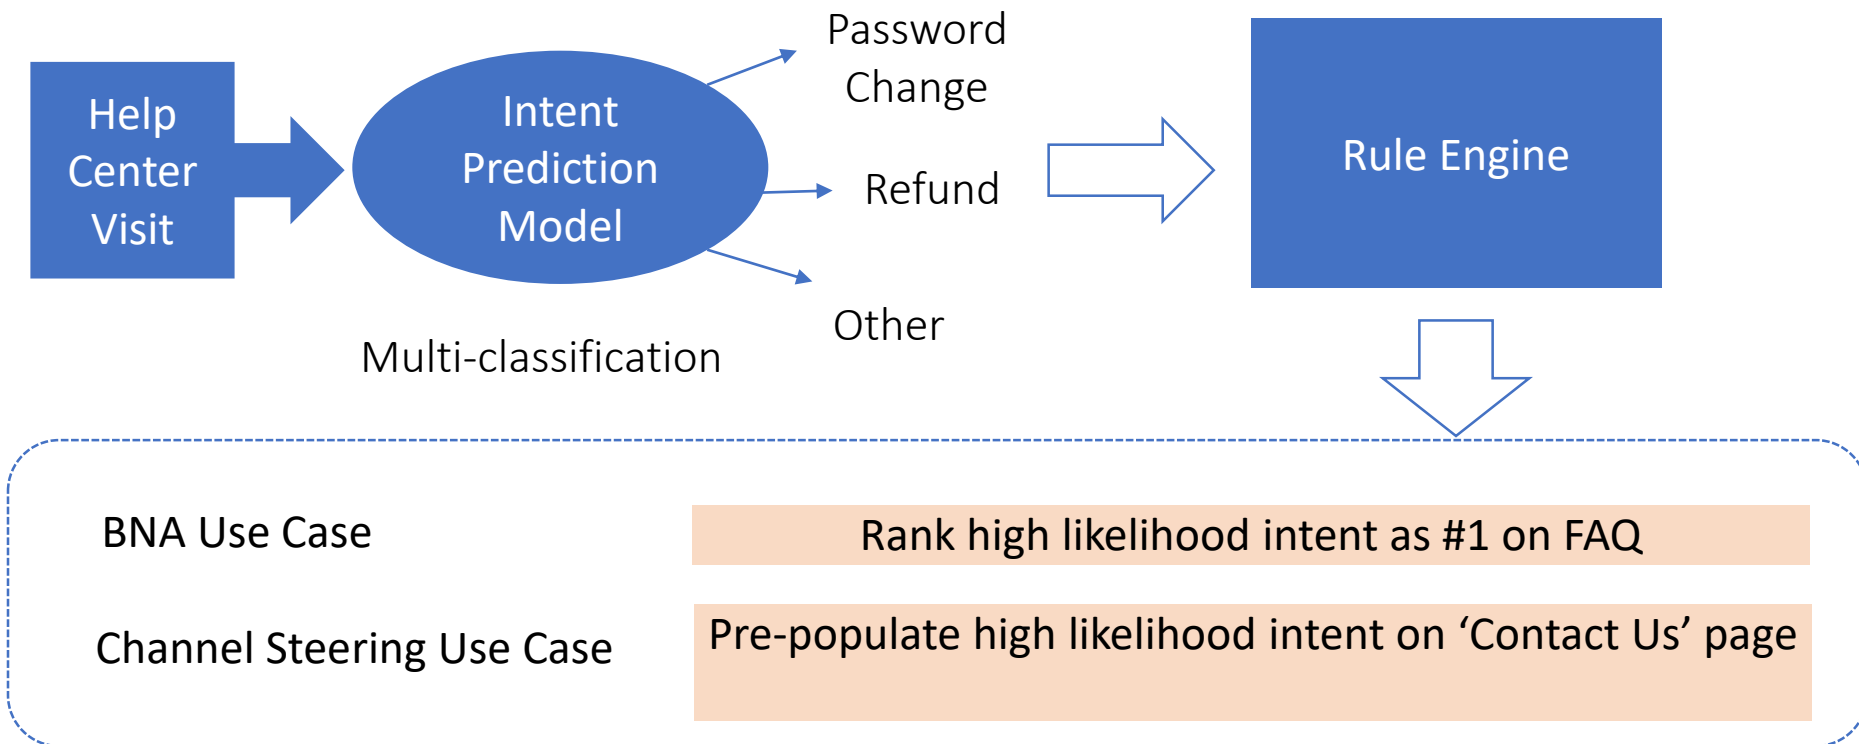 Help
Center
Visit
Intent
Prediction
Model
Multi-classification
Password
Change
Refund
Other
Rule Engine
BNA Use Case
Rank high likelihood intent as #1 on FAQ
Channel Steering Use Case
Pre-populate high likelihood intent on ‘Contact Us’ page